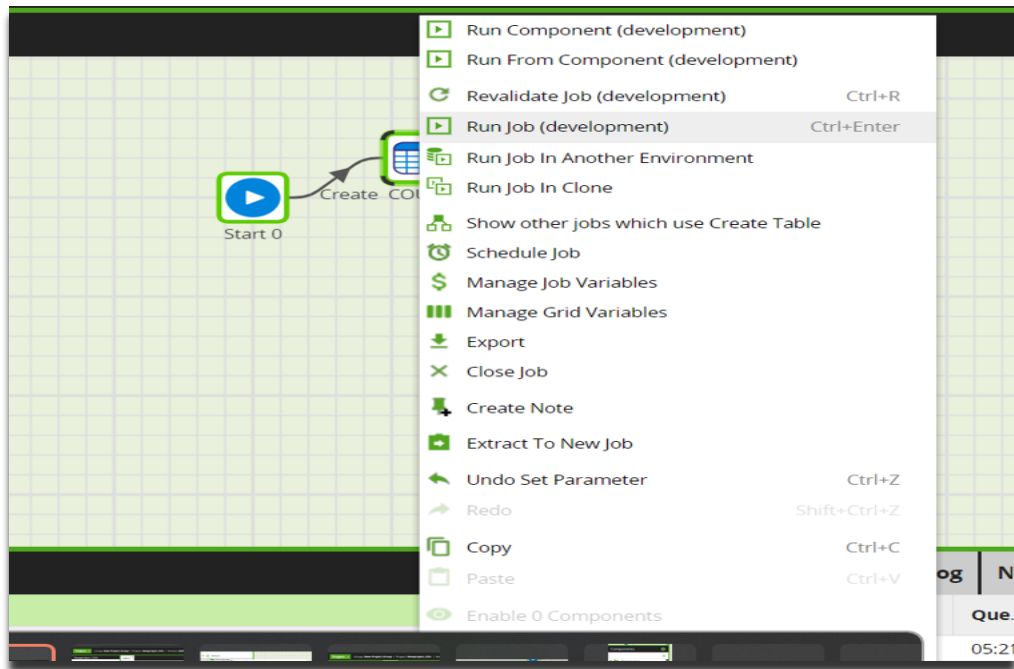 Run Component (development)
Run From Component (development)
Revalidate Job (development) Ctrl+R
Run Job (development) Ctrl+Enter
Run Job In Another Environment
Run Job In Clone
Show other jobs which use Create Table
Schedule Job
Manage Job Variables
Manage Grid Variables
Export
Close Job
Create Note
Extract To New Job
Undo Set Parameter Ctrl+Z
Redo Shift+Ctrl+Z
Copy Ctrl+C
Paste Ctrl+V
Enable 0 Components
Create COU
Start 0
og N
Que..
05:21